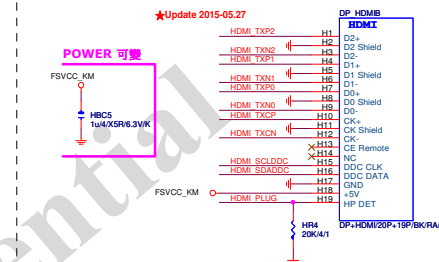 ★Update 2015-05.27
DP_HDMIB
HDMI
POWER 可變
FSVCC_KM
HBC5
1u/4/X5R/6.3V/K
HDMI_TXP2 H1 D2+
H2 D2 Shield
HDMI_TXN2 H3 D2-
HDMI_TXP1 H4 D1+
H5 D1 Shield
HDMI_TXN1 H6 D1-
HDMI_TXP0 H7 D0+
H8 D0 Shield
HDMI_TXN0 H9 D0-
HDMI_TXCP H10 CK+
H11 CK Shield
HDMI_TXCN H12 CK-
H13 CE Remote
H14 NC
HDMI_SCLDDC H15 DDC CLK
HDMI_SDADDC H16 DDC DATA
H17 GND
FSVCC_KM H18 +5V
HDMI_PLUG H19 HP DET
HR4
20K/4/1
DP+HDMI/20P+19P/BK/RA/
ential